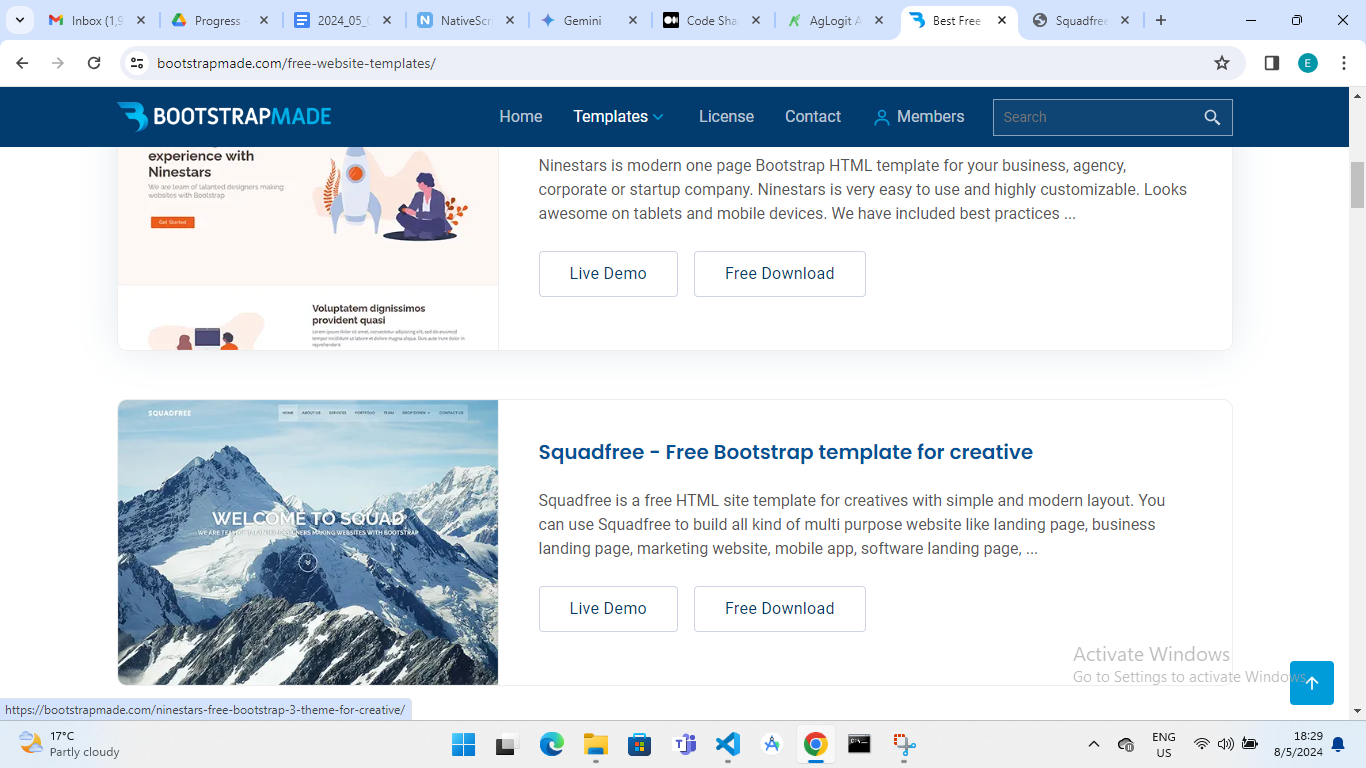 Inbox (1,9
Progress -
2024_05_0
NativeScri
Gemini
Code Sha
AgLogit A
Best Free
Squadfree
bootstrapmade.com/free-website-templates/
E
BOOTSTRAPMADE
Home
Templates
License
Contact
Members
Search
experience with
Ninestars
We are team of talanted designers making
websites with Bootstrap
Get Started
Voluptatem dignissimos
provident quasi
Ninestars is modern one page Bootstrap HTML template for your business, agency,
corporate or startup company. Ninestars is very easy to use and highly customizable. Looks
awesome on tablets and mobile devices. We have included best practices ...
Live Demo
Free Download
SQUADFREE
HOME
ABOUT US
SERVICES
PORTFOLIO
TEAM
DROP DOWN
CONTACT US
WELCOME TO SQUAD
WE ARE TEAM OF TALANTED DESIGNERS MAKING WEBSITES WITH BOOTSTRAP
Squadfree - Free Bootstrap template for creative
Squadfree is a free HTML site template for creatives with simple and modern layout. You
can use Squadfree to build all kind of multi purpose website like landing page, business
landing page, marketing website, mobile app, software landing page, ...
Live Demo
Free Download
Activate Windows
Go to Settings to activate Windows.
https://bootstrapmade.com/ninestars-free-bootstrap-3-theme-for-creative/
17°C
Partly cloudy
ENG
US
18:29
8/5/2024